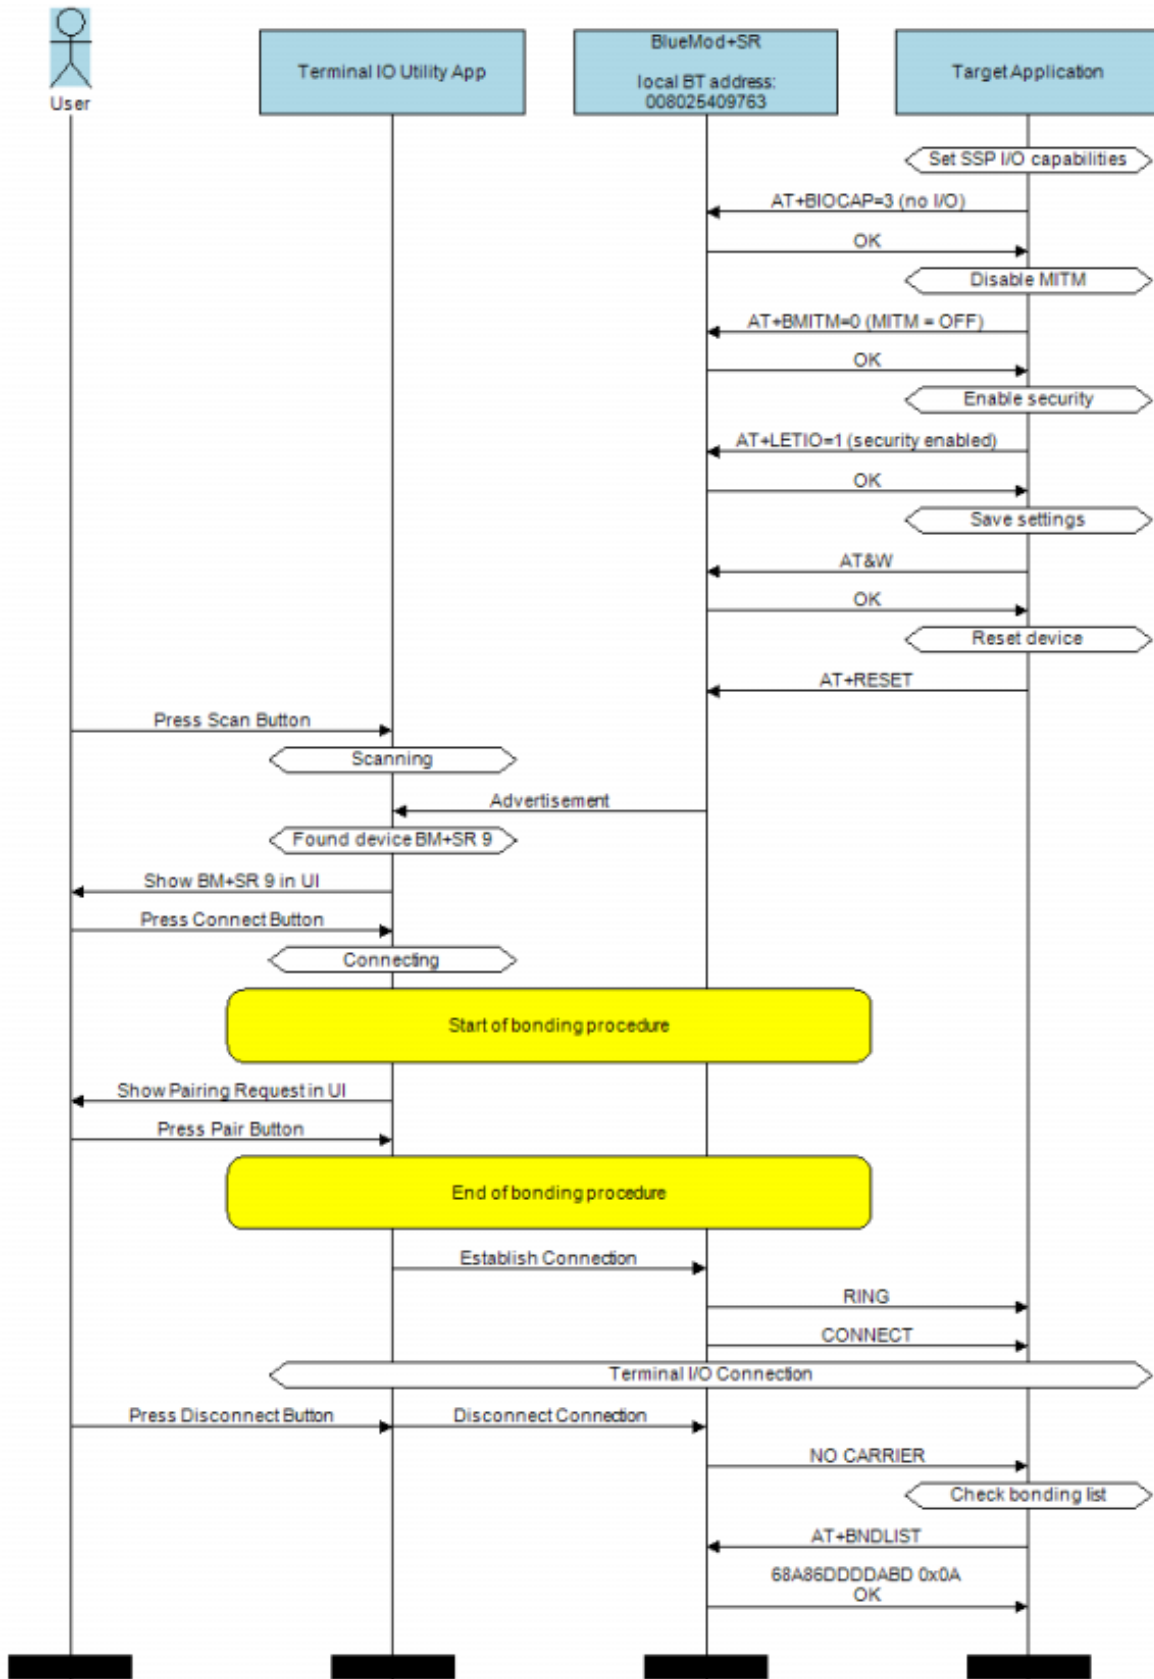 User
Terminal IO Utility App
BlueMod+SR
local BT address:
008025409763
Target Application
Set SSP I/O capabilities
AT+BIOCAP=3 (no I/O)
OK
Disable MITM
AT+BMITM=0 (MITM = OFF)
OK
Enable security
AT+LETIO=1 (security enabled)
OK
Save settings
AT&W
OK
Reset device
AT+RESET
Press Scan Button
Scanning
Advertisement
Found device BM+SR 9
Show BM+SR 9 in UI
Press Connect Button
Connecting
Start of bonding procedure
Show Pairing Request in UI
Press Pair Button
End of bonding procedure
Establish Connection
RING
CONNECT
Terminal I/O Connection
Press Disconnect Button
Disconnect Connection
NO CARRIER
Check bonding list
AT+BNDLIST
68A86DDDDABD 0x0A
OK